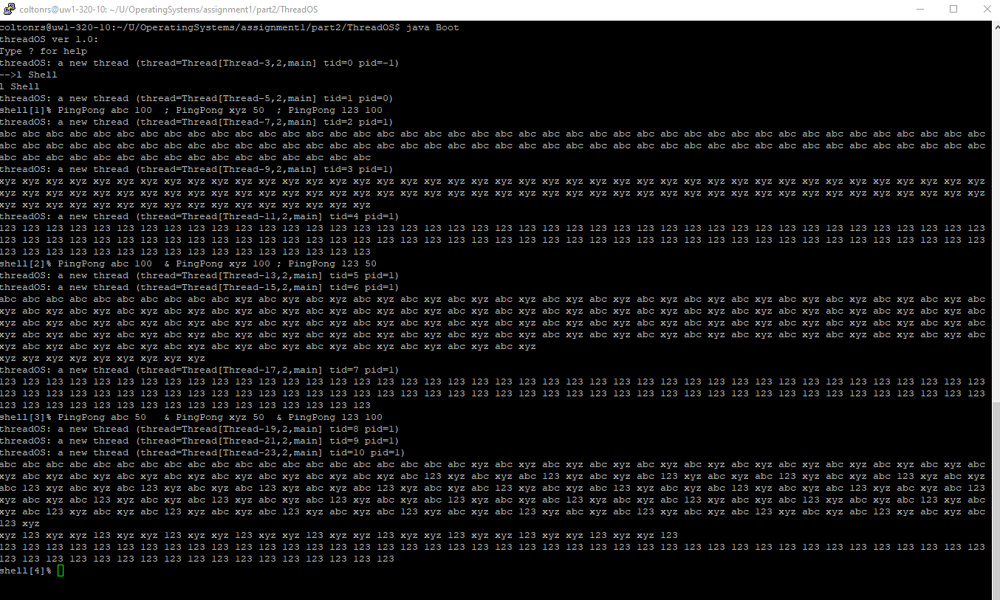 coltonrs@uw1-320-10: ~/U/OperatingSystems/assignment1/part2/ThreadOS
coltonrs@uw1-320-10:~/U/OperatingSystems/assignment1/part2/ThreadOS$ java Boot
threadOS ver 1.0:
Type ? for help
threadOS: a new thread (thread=Thread[Thread-3,2,main] tid=0 pid=-1)
-->l Shell
l Shell
threadOS: a new thread (thread=Thread[Thread-5,2,main] tid=1 pid=0)
shell[1]% PingPong abc 100  ; PingPong xyz 50  ; PingPong 123 100
threadOS: a new thread (thread=Thread[Thread-7,2,main] tid=2 pid=1)
abc abc abc abc abc abc abc abc abc abc abc abc abc abc abc abc abc abc abc abc abc abc abc abc abc abc abc abc abc abc abc abc abc abc abc abc abc abc abc abc abc abc
abc abc abc abc abc abc abc abc abc abc abc abc abc abc abc abc abc abc abc abc abc abc abc abc abc abc abc abc abc abc abc abc abc abc abc abc abc abc abc abc abc abc
abc abc abc abc abc abc abc abc abc abc abc abc abc abc abc abc
threadOS: a new thread (thread=Thread[Thread-9,2,main] tid=3 pid=1)
xyz xyz xyz xyz xyz xyz xyz xyz xyz xyz xyz xyz xyz xyz xyz xyz xyz xyz xyz xyz xyz xyz xyz xyz xyz xyz xyz xyz xyz xyz xyz xyz xyz xyz xyz xyz xyz xyz xyz xyz xyz xyz
xyz xyz xyz xyz xyz xyz xyz xyz xyz xyz xyz xyz xyz xyz xyz xyz xyz xyz xyz xyz xyz xyz xyz xyz xyz xyz xyz xyz xyz xyz xyz xyz xyz xyz xyz xyz xyz xyz xyz xyz xyz xyz
xyz xyz xyz xyz xyz xyz xyz xyz xyz xyz xyz xyz xyz xyz xyz xyz
threadOS: a new thread (thread=Thread[Thread-11,2,main] tid=4 pid=1)
123 123 123 123 123 123 123 123 123 123 123 123 123 123 123 123 123 123 123 123 123 123 123 123 123 123 123 123 123 123 123 123 123 123 123 123 123 123 123 123 123 123
123 123 123 123 123 123 123 123 123 123 123 123 123 123 123 123 123 123 123 123 123 123 123 123 123 123 123 123 123 123 123 123 123 123 123 123 123 123 123 123 123 123
123 123 123 123 123 123 123 123 123 123 123 123 123 123 123 123
shell[2]% PingPong abc 100  & PingPong xyz 100 ; PingPong 123 50
threadOS: a new thread (thread=Thread[Thread-13,2,main] tid=5 pid=1)
threadOS: a new thread (thread=Thread[Thread-15,2,main] tid=6 pid=1)
abc abc abc abc abc abc abc abc abc abc xyz abc xyz abc xyz abc xyz abc xyz abc xyz abc xyz abc xyz abc xyz abc xyz abc xyz abc xyz abc xyz abc xyz abc xyz abc xyz abc
xyz abc xyz abc xyz abc xyz abc xyz abc xyz abc xyz abc xyz abc xyz abc xyz abc xyz abc xyz abc xyz abc xyz abc xyz abc xyz abc xyz abc xyz abc xyz abc xyz abc xyz abc
xyz abc xyz abc xyz abc xyz abc xyz abc xyz abc xyz abc xyz abc xyz abc xyz abc xyz abc xyz abc xyz abc xyz abc xyz abc xyz abc xyz abc xyz abc xyz abc xyz abc xyz abc
xyz abc xyz abc xyz abc xyz abc xyz abc xyz abc xyz abc xyz abc xyz abc xyz abc xyz abc xyz abc xyz abc xyz abc xyz abc xyz abc xyz abc xyz abc xyz abc xyz abc xyz abc
xyz abc xyz abc xyz abc xyz abc xyz abc xyz abc xyz abc xyz abc xyz abc xyz abc xyz abc xyz
xyz xyz xyz xyz xyz xyz xyz xyz xyz
threadOS: a new thread (thread=Thread[Thread-17,2,main] tid=7 pid=1)
123 123 123 123 123 123 123 123 123 123 123 123 123 123 123 123 123 123 123 123 123 123 123 123 123 123 123 123 123 123 123 123 123 123 123 123 123 123 123 123 123 123
123 123 123 123 123 123 123 123 123 123 123 123 123 123 123 123 123 123 123 123 123 123 123 123 123 123 123 123 123 123 123 123 123 123 123 123 123 123 123 123 123 123
123 123 123 123 123 123 123 123 123 123 123 123 123 123 123 123
shell[3]% PingPong abc 50   & PingPong xyz 50  & PingPong 123 100
threadOS: a new thread (thread=Thread[Thread-19,2,main] tid=8 pid=1)
threadOS: a new thread (thread=Thread[Thread-21,2,main] tid=9 pid=1)
threadOS: a new thread (thread=Thread[Thread-23,2,main] tid=10 pid=1)
abc abc abc abc abc abc abc abc abc abc abc abc abc abc abc abc abc abc abc abc xyz abc xyz abc xyz abc xyz abc xyz abc xyz abc xyz abc xyz abc xyz abc xyz abc xyz abc
xyz abc xyz abc xyz abc xyz abc xyz abc xyz abc xyz abc xyz abc xyz abc 123 xyz abc xyz abc 123 xyz abc xyz abc 123 xyz abc xyz abc 123 xyz abc xyz abc 123 xyz abc xyz
abc 123 xyz abc xyz abc 123 xyz abc xyz abc 123 xyz abc xyz abc 123 xyz abc xyz abc 123 xyz abc xyz abc 123 xyz abc xyz abc 123 xyz abc xyz abc 123 xyz abc xyz abc 123
xyz abc xyz abc 123 xyz abc xyz abc 123 xyz abc xyz abc 123 xyz abc xyz abc 123 xyz abc xyz abc 123 xyz abc xyz abc 123 xyz abc xyz abc 123 xyz abc xyz abc 123 xyz abc
xyz abc 123 xyz abc xyz abc 123 xyz abc xyz abc 123 xyz abc xyz abc 123 xyz abc xyz abc 123 xyz abc xyz abc 123 xyz abc xyz abc 123 xyz abc xyz abc 123 xyz abc xyz abc
123 xyz
xyz 123 xyz xyz 123 xyz xyz 123 xyz xyz 123 xyz xyz 123 xyz xyz 123 xyz xyz 123 xyz xyz 123 xyz xyz 123 xyz xyz 123
123 123 123 123 123 123 123 123 123 123 123 123 123 123 123 123 123 123 123 123 123 123 123 123 123 123 123 123 123 123 123 123 123 123 123 123 123 123 123 123 123 123
123 123 123 123 123 123 123 123 123 123 123 123 123 123 123 123 123
shell[4]%